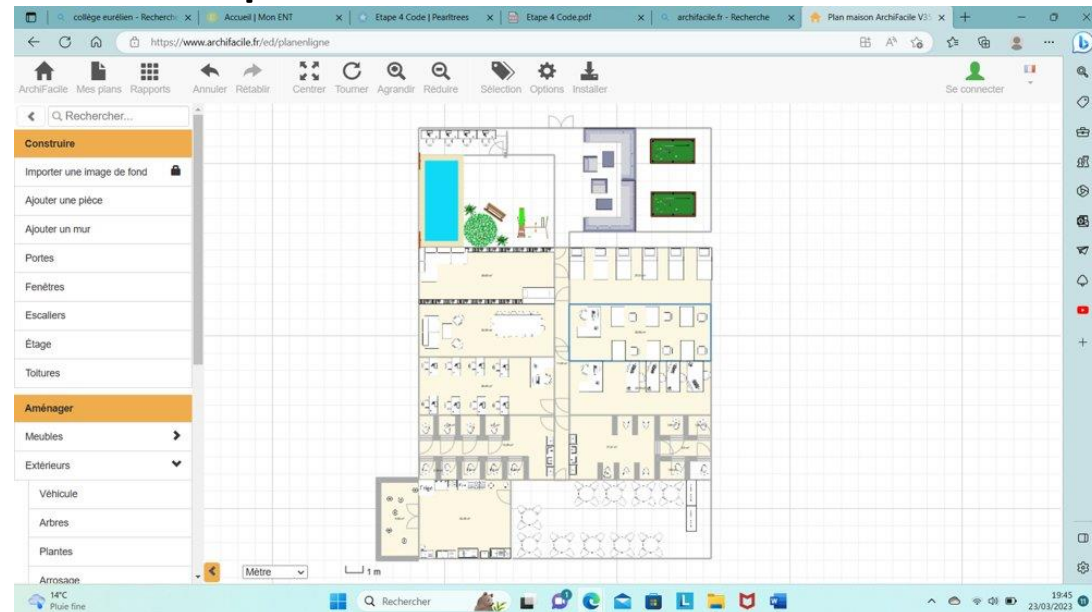 collège eurélien - Recherche
Accueil | Mon ENT
Etape 4 Code | Pearltrees
Etape 4 Code.pdf
archifacile.fr - Recherche
Plan maison ArchiFacile V35
https://www.archifacile.fr/ed/planenligne
ArchiFacile Mes plans Rapports Annuler Rétablir Centrer Tourner Agrandir Réduire Sélection Options Installer Se connecter
Rechercher...
Construire
Importer une image de fond
Ajouter une pièce
Ajouter un mur
Portes
Fenêtres
Escaliers
Étage
Toitures
Aménager
Meubles
Extérieurs
Véhicule
Arbres
Plantes
Arrosage
Mètre
1 m
14°C
Pluie fine
Rechercher
19:45
23/03/2023